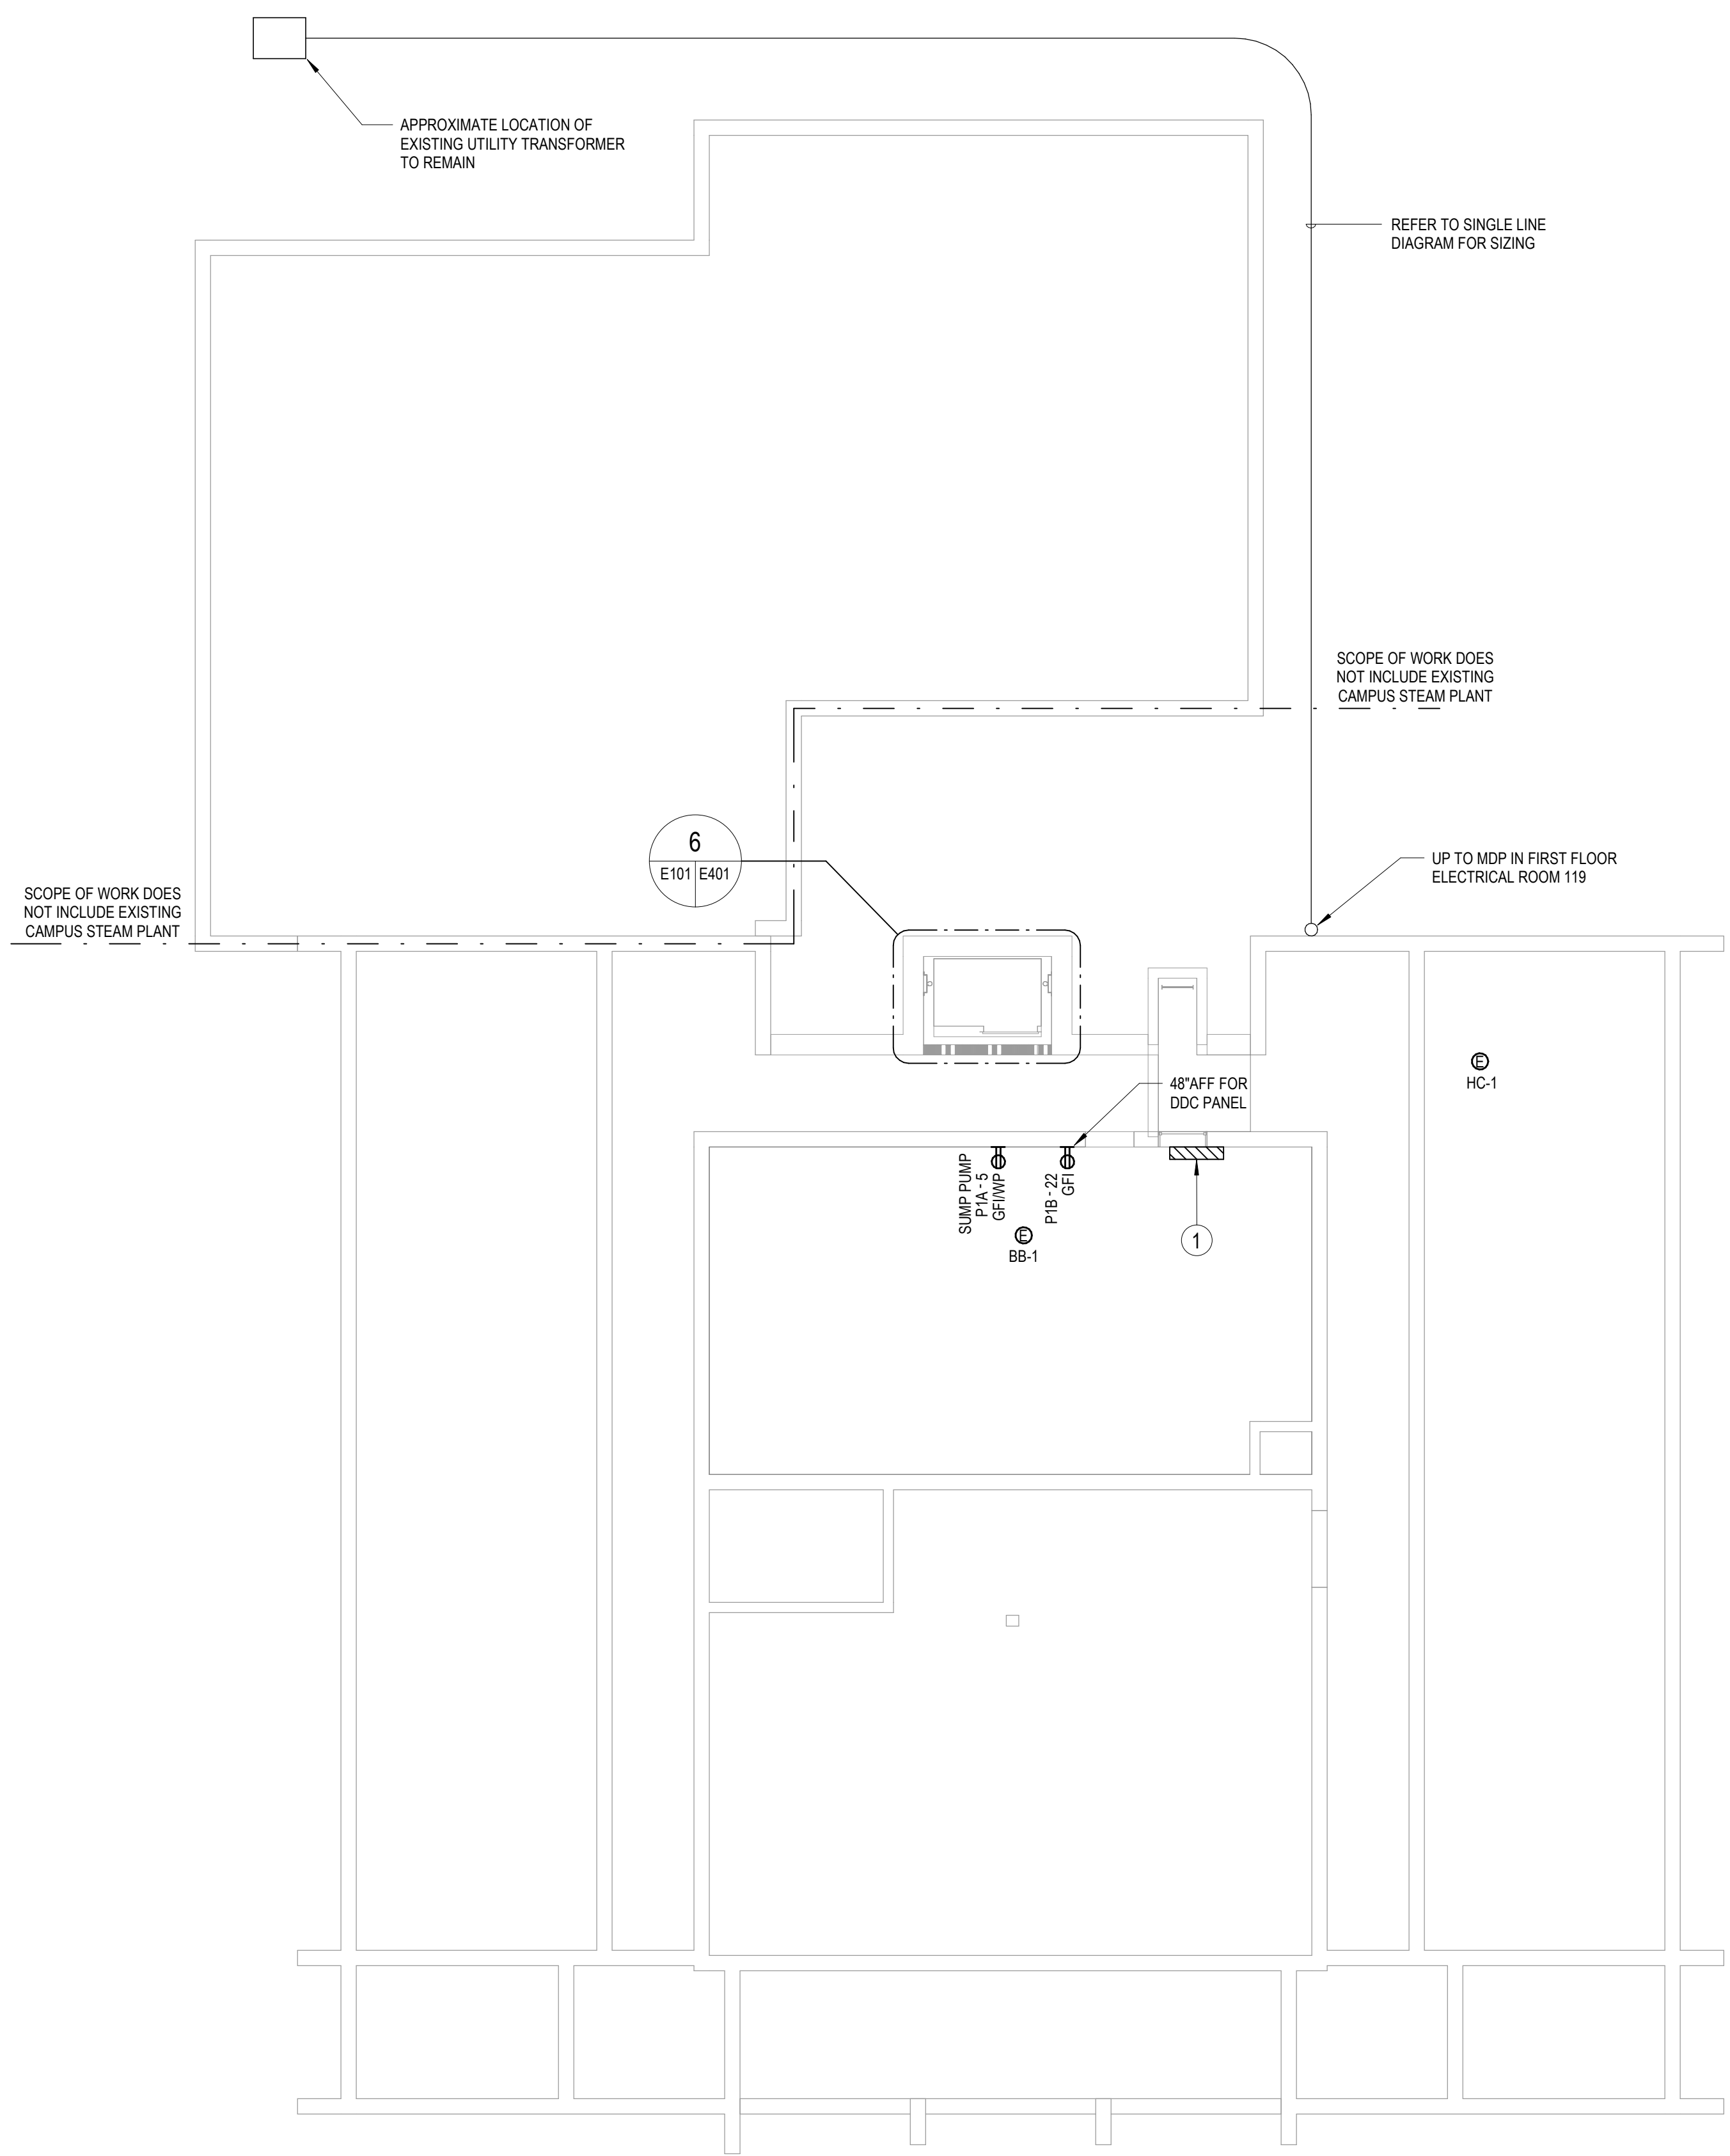 APPROXIMATE LOCATION OF
EXISTING UTILITY TRANSFORMER
TO REMAIN
REFER TO SINGLE LINE
DIAGRAM FOR SIZING
SCOPE OF WORK DOES
NOT INCLUDE EXISTING
CAMPUS STEAM PLANT
6
E101 E401
UP TO MDP IN FIRST FLOOR
ELECTRICAL ROOM 119
SCOPE OF WORK DOES
NOT INCLUDE EXISTING
CAMPUS STEAM PLANT
E
HC-1
48"AFF FOR
DDC PANEL
SUMP PUMP
P1A - 5
GFI/WP
P1B - 22
GFI
E
BB-1
1